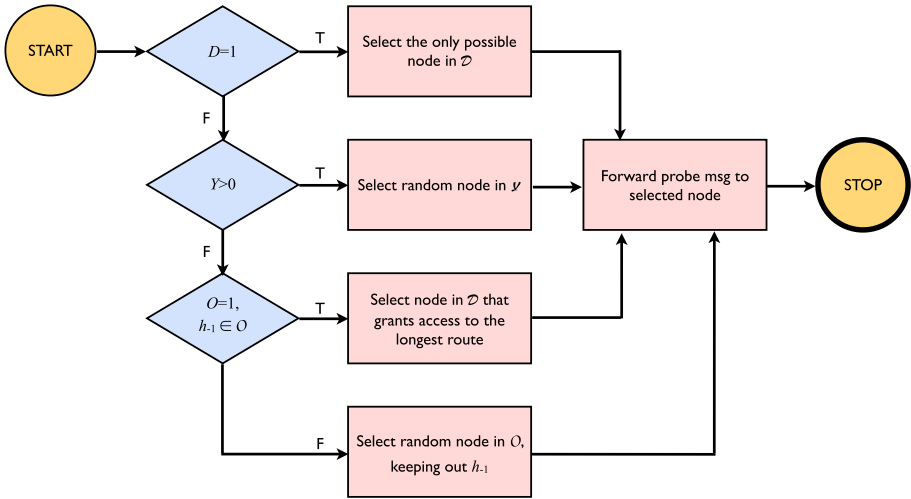 START
D=1
T
Select the only possible
node in 𝒟
F
Y>0
T
Select random node in 𝒴
Forward probe msg to
selected node
STOP
F
O=1,
h-1 ∈ 𝒪
T
Select node in 𝒟 that
grants access to the
longest route
F
Select random node in 𝒪,
keeping out h-1